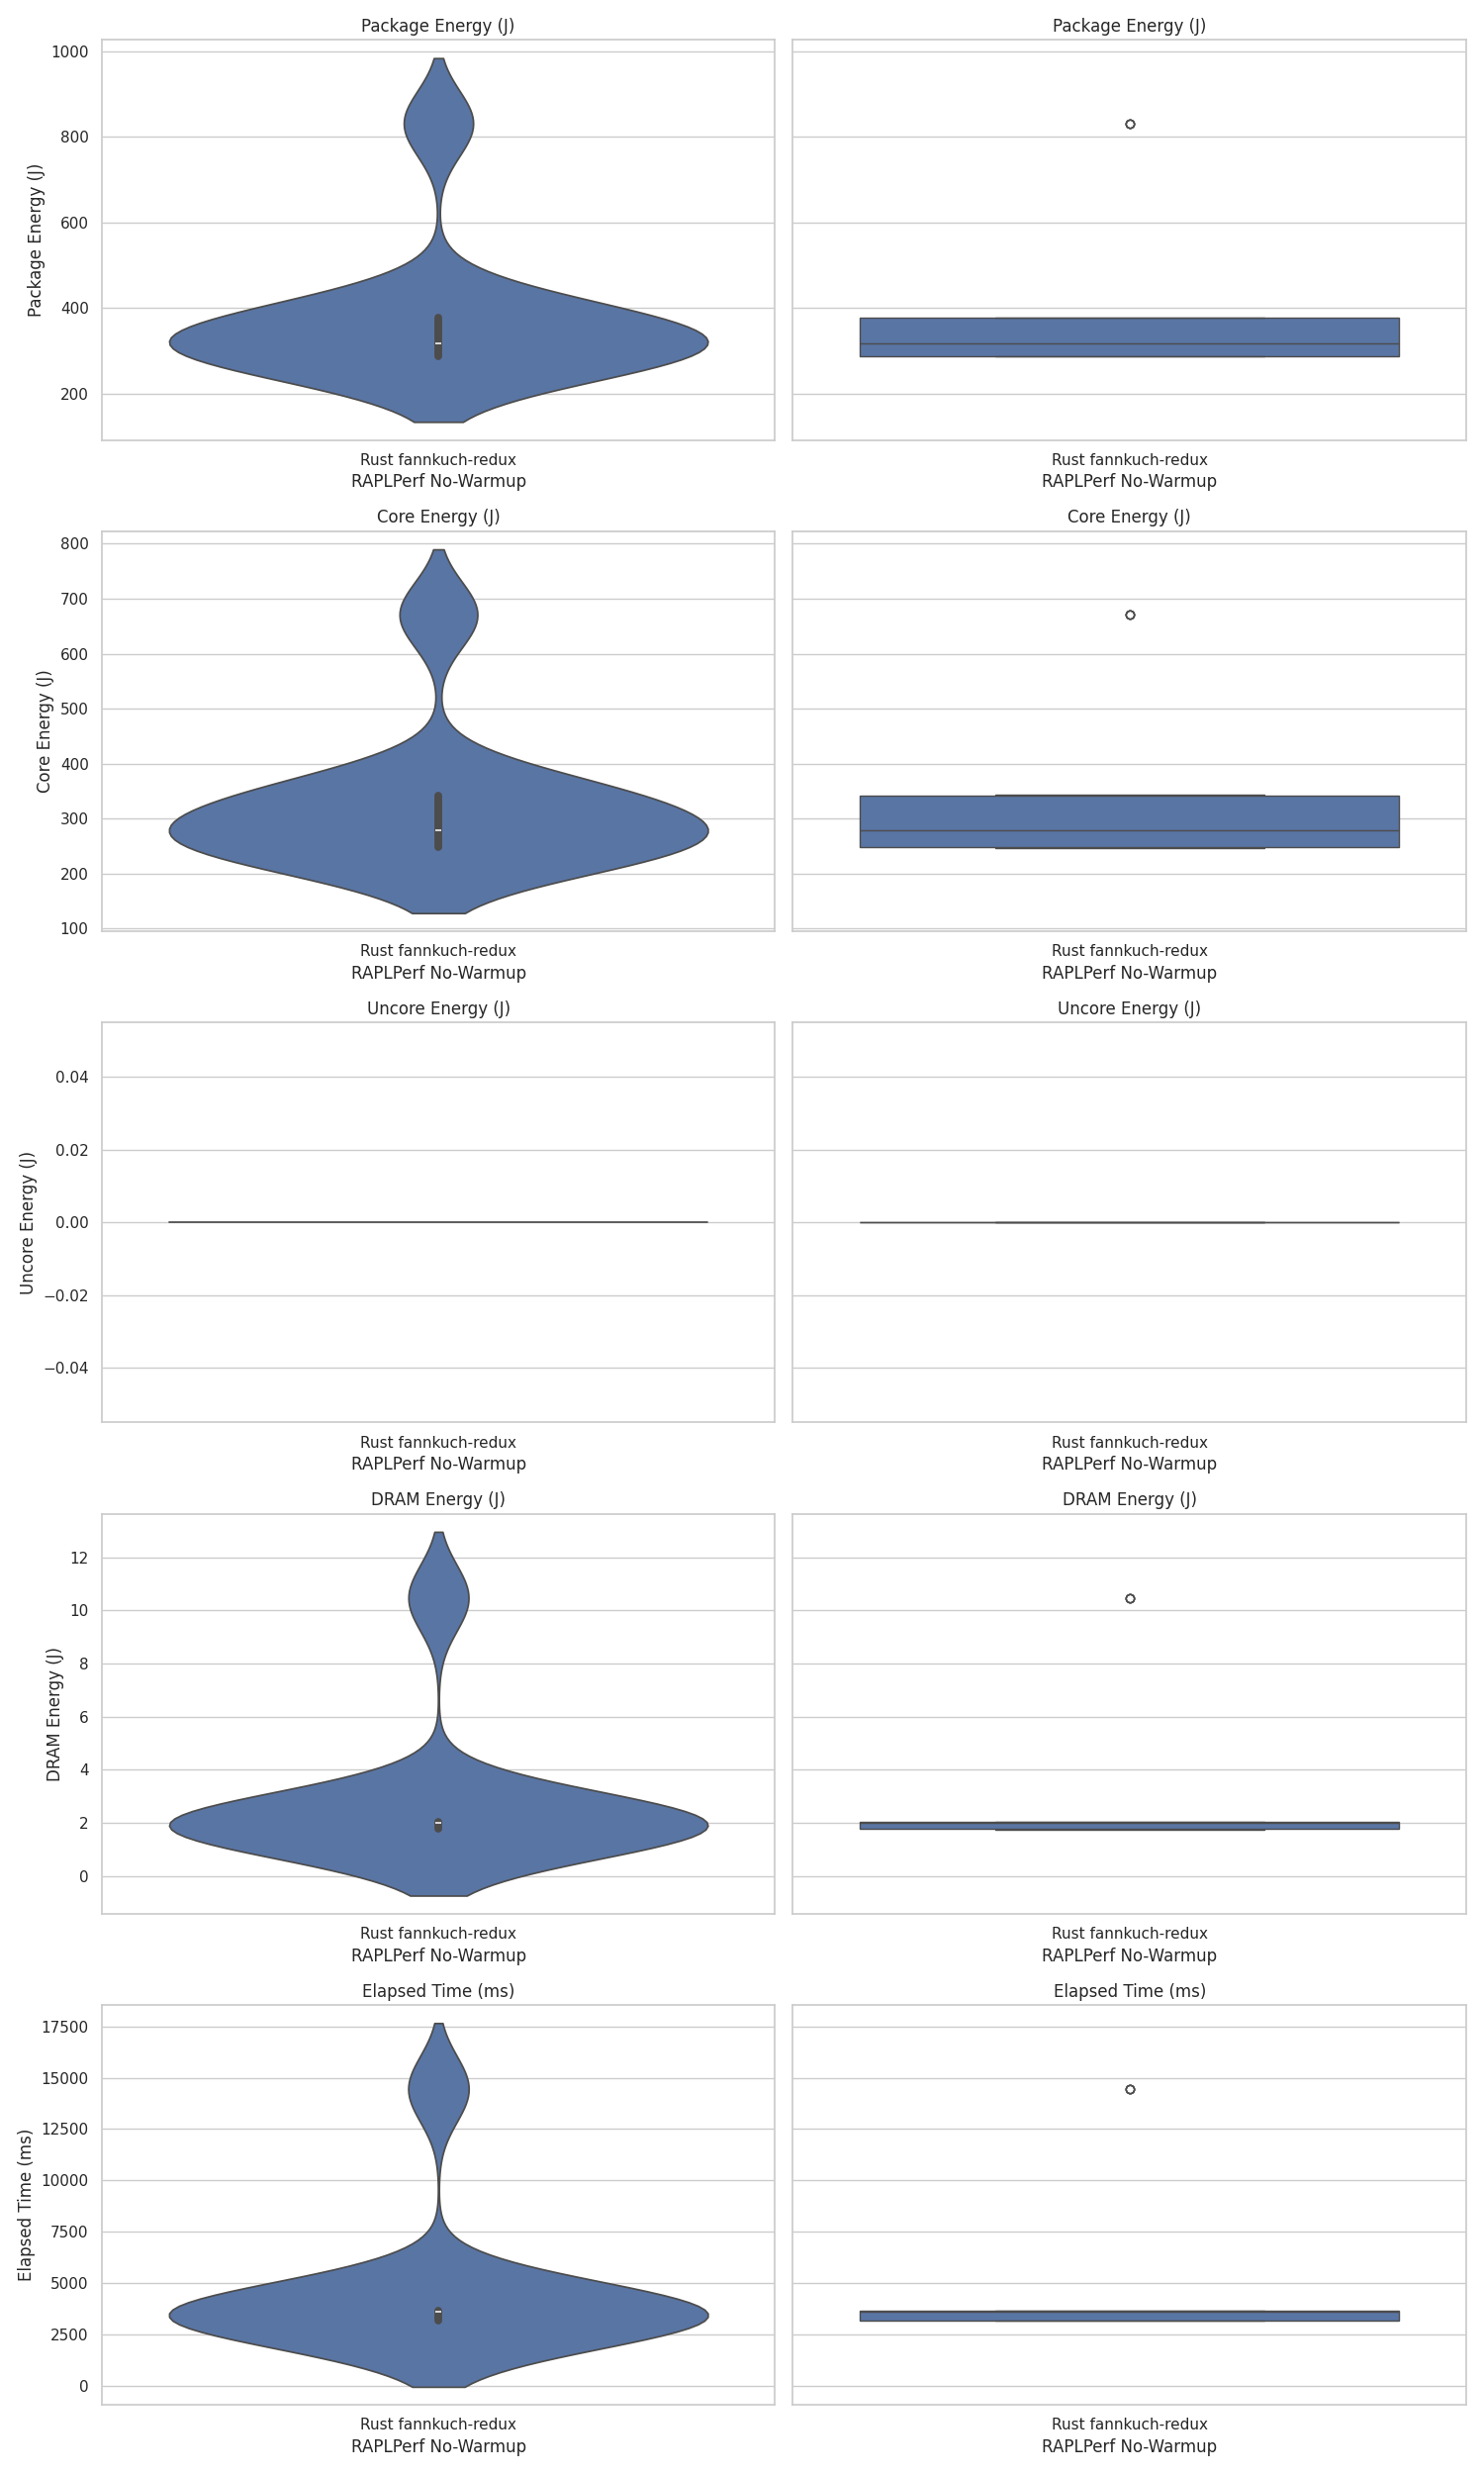 Package Energy (J)
Package Energy (J)
1000
800
600
400
200
Package Energy (J)
Rust fannkuch-redux
RAPLPerf No-Warmup
Rust fannkuch-redux
RAPLPerf No-Warmup
Core Energy (J)
Core Energy (J)
800
700
600
500
400
300
200
100
Core Energy (J)
Rust fannkuch-redux
RAPLPerf No-Warmup
Rust fannkuch-redux
RAPLPerf No-Warmup
Uncore Energy (J)
Uncore Energy (J)
0.04
0.02
0.00
−0.02
−0.04
Uncore Energy (J)
Rust fannkuch-redux
RAPLPerf No-Warmup
Rust fannkuch-redux
RAPLPerf No-Warmup
DRAM Energy (J)
DRAM Energy (J)
12
10
8
6
4
2
0
DRAM Energy (J)
Rust fannkuch-redux
RAPLPerf No-Warmup
Rust fannkuch-redux
RAPLPerf No-Warmup
Elapsed Time (ms)
Elapsed Time (ms)
17500
15000
12500
10000
7500
5000
2500
0
Elapsed Time (ms)
Rust fannkuch-redux
RAPLPerf No-Warmup
Rust fannkuch-redux
RAPLPerf No-Warmup